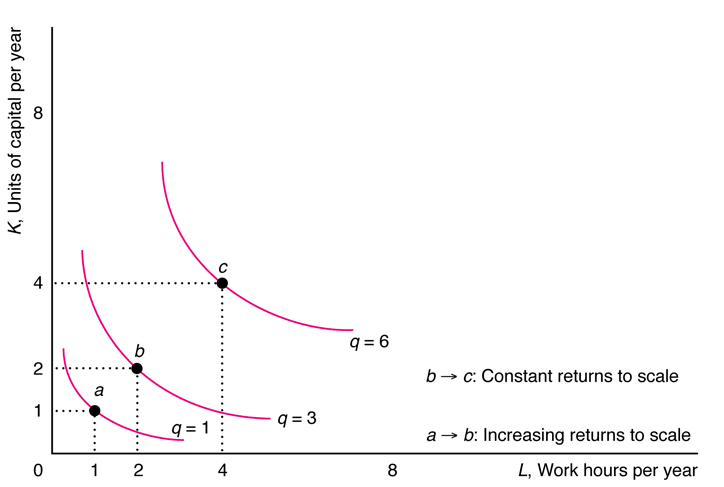 K, Units of capital per year
8
c
4
q = 6
b
2
b → c: Constant returns to scale
a
1
q = 3
q = 1
a → b: Increasing returns to scale
0
1
2
4
8
L, Work hours per year